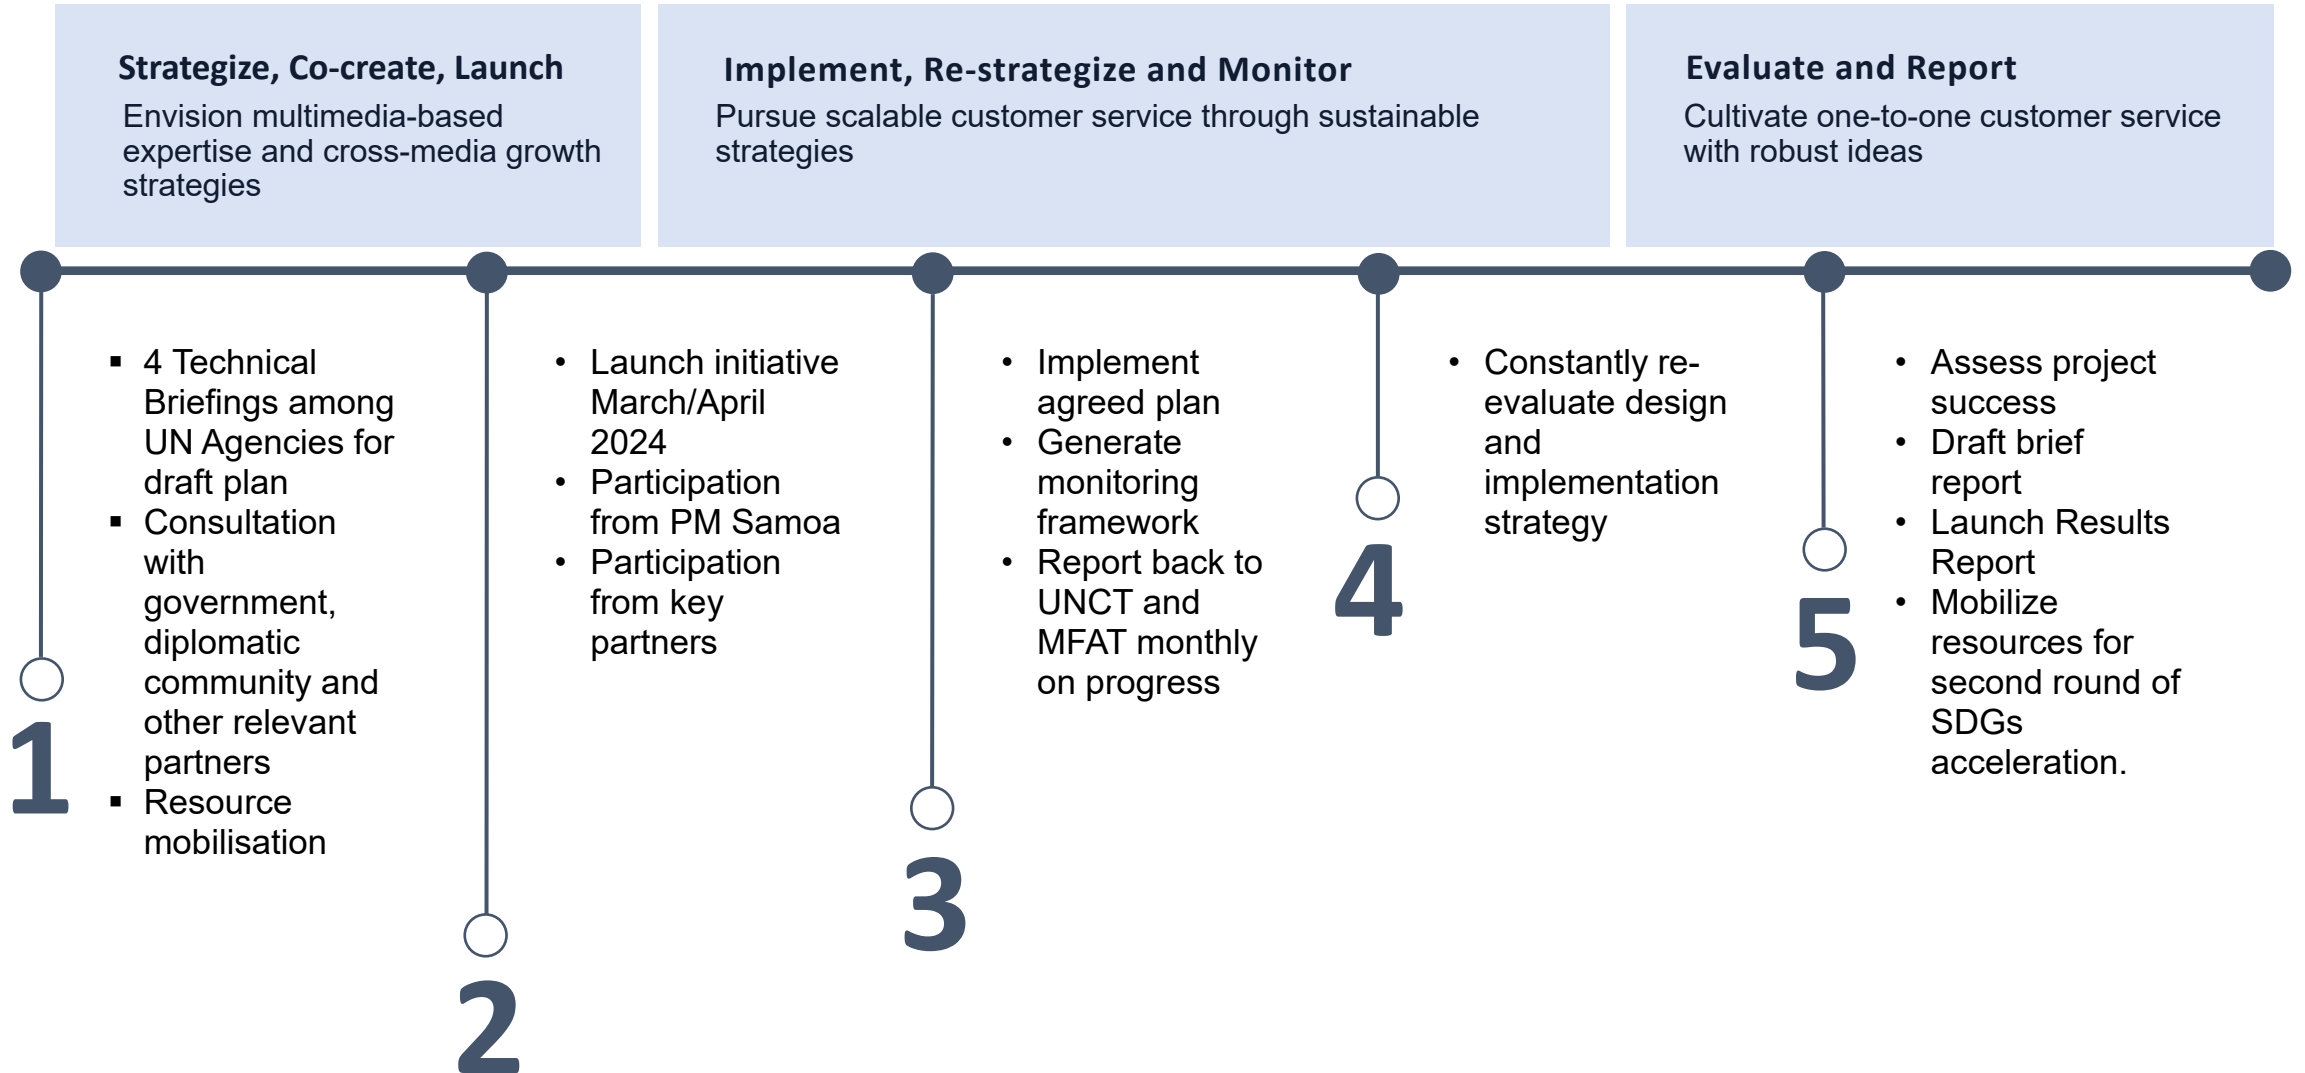 Strategize, Co-create, Launch
Envision multimedia-based
expertise and cross-media growth
strategies
Implement, Re-strategize and Monitor
Pursue scalable customer service through sustainable
strategies
Evaluate and Report
Cultivate one-to-one customer service
with robust ideas
1
▪ 4 Technical
Briefings among
UN Agencies for
draft plan
▪ Consultation
with
government,
diplomatic
community and
other relevant
partners
▪ Resource
mobilisation
2
• Launch initiative
March/April
2024
• Participation
from PM Samoa
• Participation
from key
partners
3
• Implement
agreed plan
• Generate
monitoring
framework
• Report back to
UNCT and
MFAT monthly
on progress
4
• Constantly re-
evaluate design
and
implementation
strategy
5
• Assess project
success
• Draft brief
report
• Launch Results
Report
• Mobilize
resources for
second round of
SDGs
acceleration.